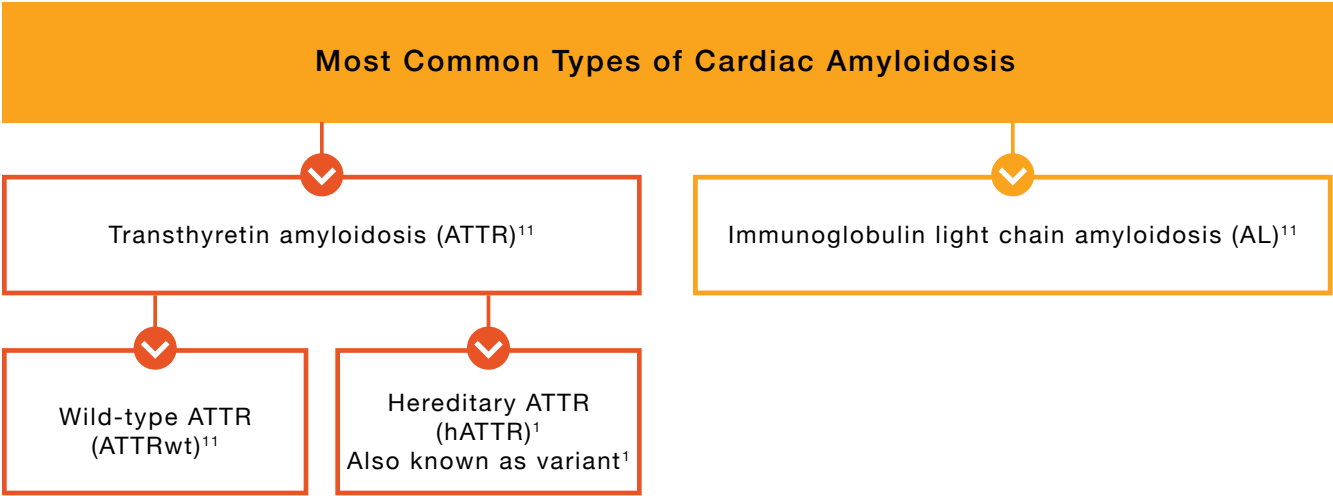 Most Common Types of Cardiac Amyloidosis
Transthyretin amyloidosis (ATTR)¹¹
Immunoglobulin light chain amyloidosis (AL)¹¹
Wild-type ATTR
(ATTRwt)¹¹
Hereditary ATTR
(hATTR)¹
Also known as variant¹